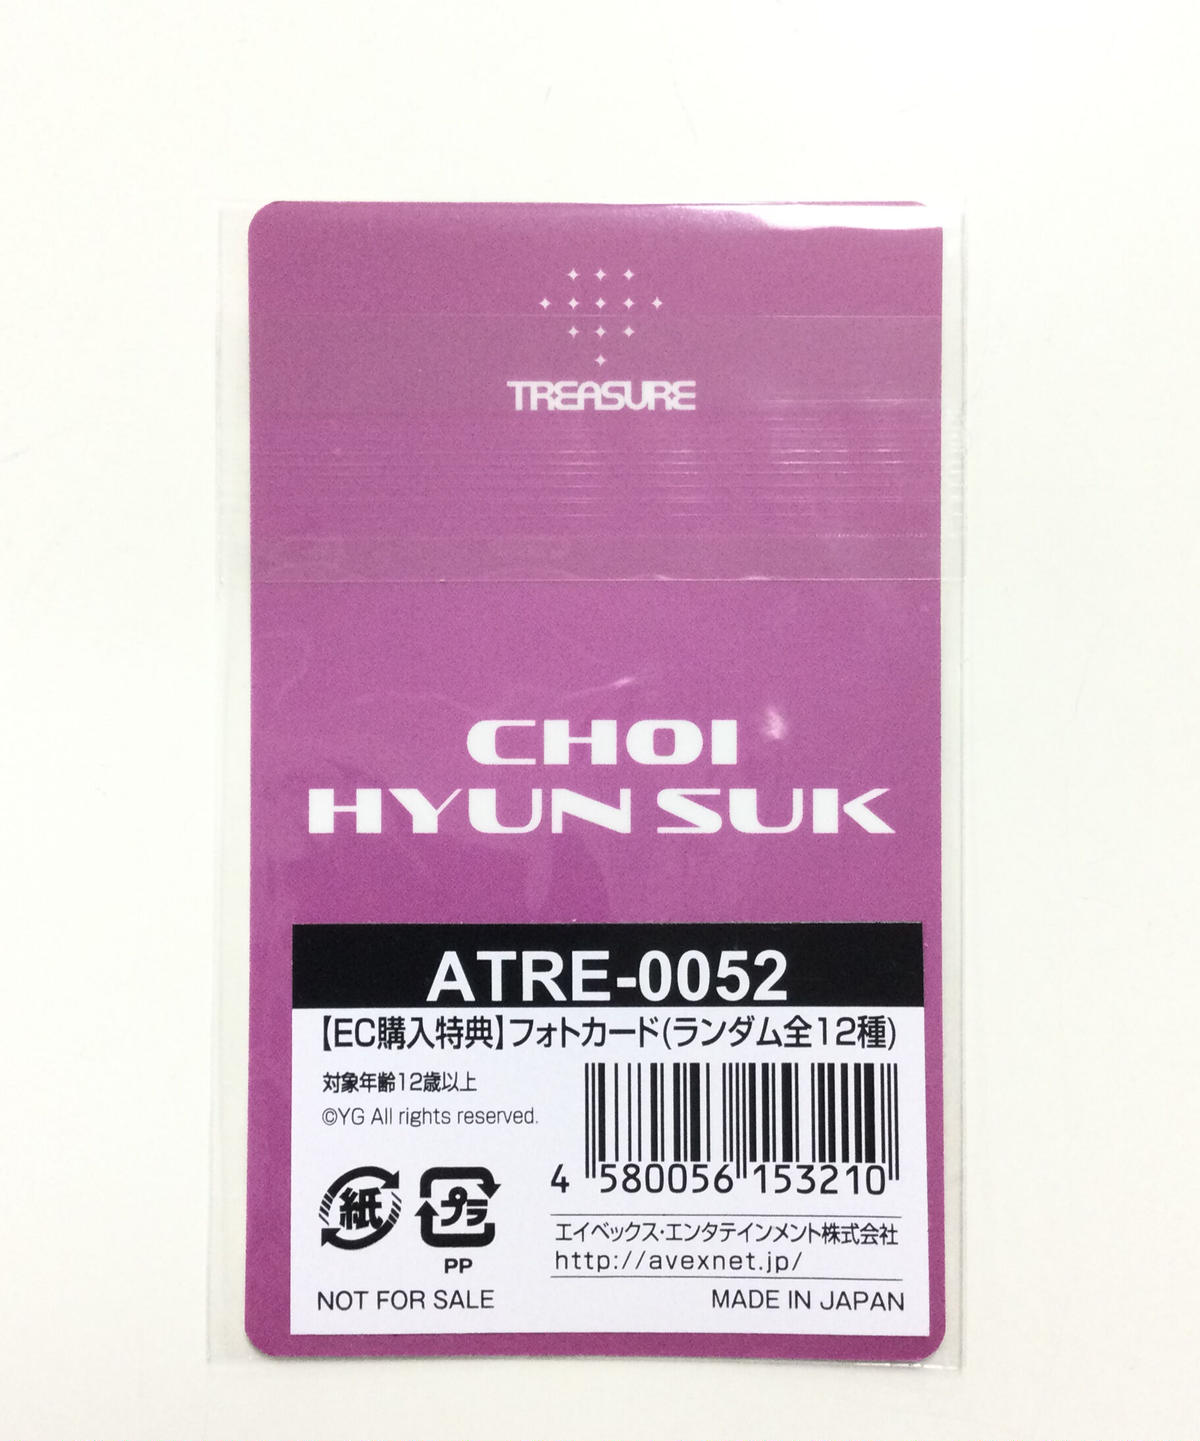 TREASURE
CHOI
HYUN SUK
ATRE-0052
【EC購入特典】フォトカード(ランダム全12種)
対象年齢12歳以上
©YG All rights reserved.
4 580056 153210
紙
プラ
PP
エイベックス・エンタテインメント株式会社
http://avexnet.jp/
NOT FOR SALE
MADE IN JAPAN